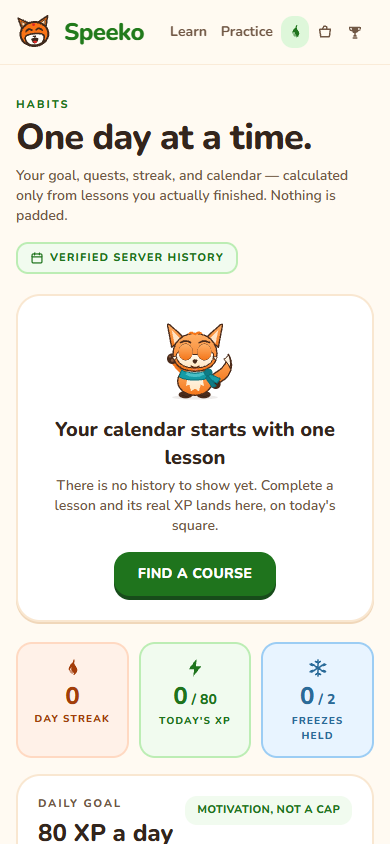 Speeko
Learn Practice
HABITS
One day at a time.
Your goal, quests, streak, and calendar — calculated
only from lessons you actually finished. Nothing is
padded.
VERIFIED SERVER HISTORY
Your calendar starts with one
lesson
There is no history to show yet. Complete a
lesson and its real XP lands here, on today's
square.
FIND A COURSE
0
DAY STREAK
0 / 80
TODAY'S XP
0 / 2
FREEZES
HELD
DAILY GOAL
MOTIVATION, NOT A CAP
80 XP a day